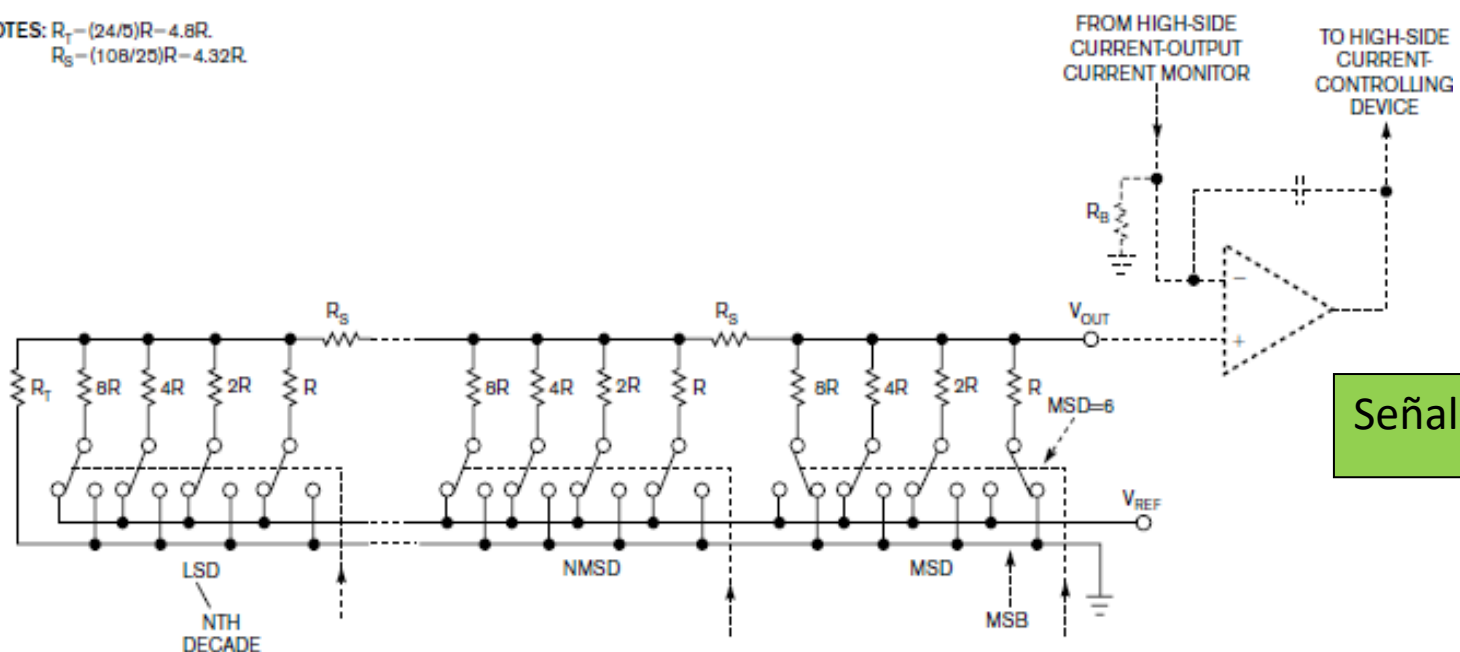 OTES: R_T–(24/5)R–4.8R.
R_S–(108/25)R–4.32R.
FROM HIGH-SIDE
CURRENT-OUTPUT
CURRENT MONITOR
TO HIGH-SIDE
CURRENT-
CONTROLLING
DEVICE
R_B
−
+
R_S
R_S
V_OUT
R_T
8R
4R
2R
R
8R
4R
2R
R
8R
4R
2R
R
MSD=6
Señal
V_REF
LSD
NMSD
MSD
NTH
DECADE
MSB